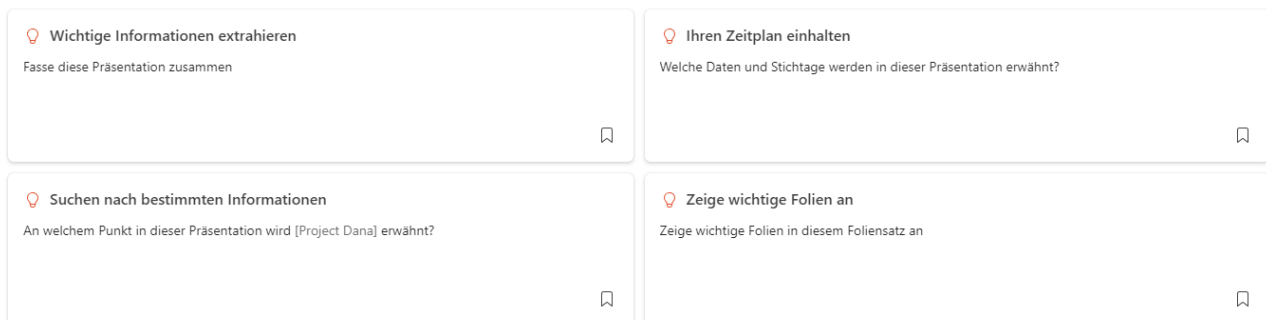 Wichtige Informationen extrahieren
Fasse diese Präsentation zusammen
Ihren Zeitplan einhalten
Welche Daten und Stichtage werden in dieser Präsentation erwähnt?
Suchen nach bestimmten Informationen
An welchem Punkt in dieser Präsentation wird [Project Dana] erwähnt?
Zeige wichtige Folien an
Zeige wichtige Folien in diesem Foliensatz an